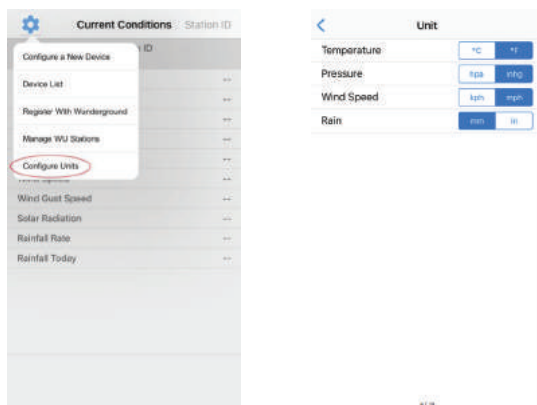 Current Conditions
Station ID
ID
Configure a New Device
Device List
Register With Wunderground
Manage WU Stations
Configure Units
Wind Gust Speed
Solar Radiation
Rainfall Rate
Rainfall Today
--
--
--
--
--
--
--
--
--
--
Unit
Temperature
°C
°F
Pressure
hpa
inhg
Wind Speed
kph
mph
Rain
mm
in